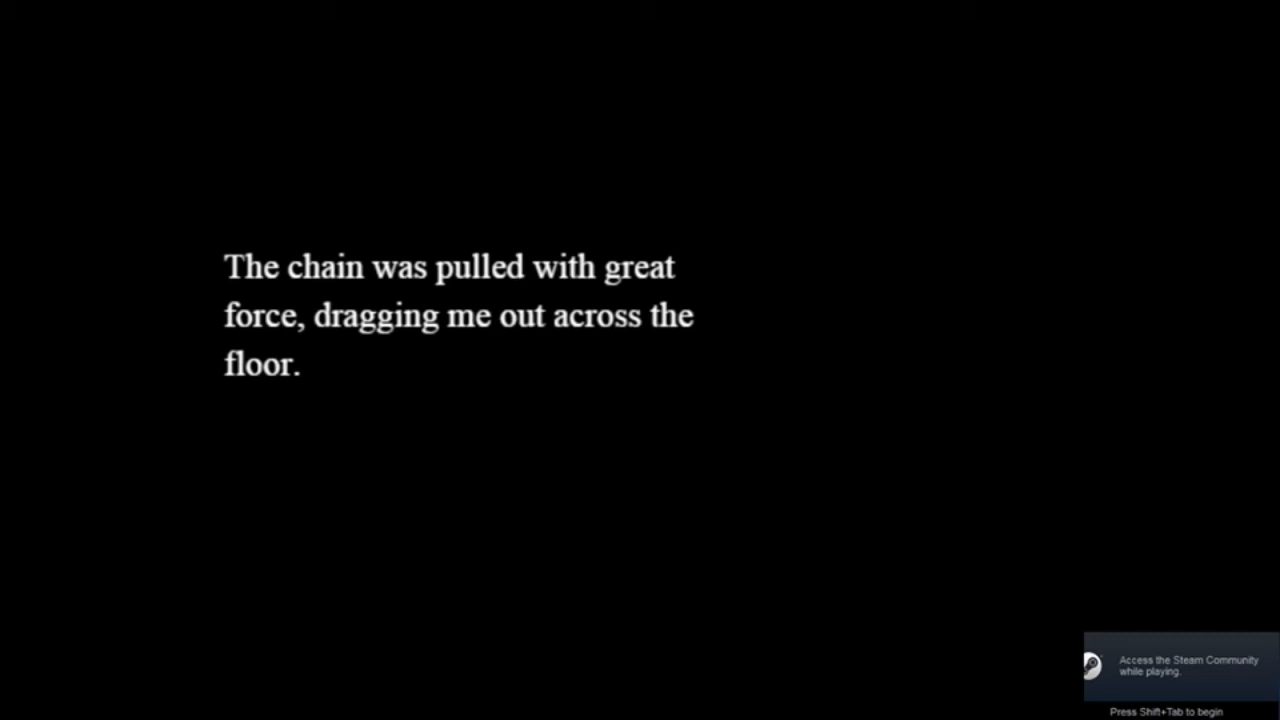 The chain was pulled with great
force, dragging me out across the
floor.
Access the Steam Community
while playing.
Press Shift+Tab to begin